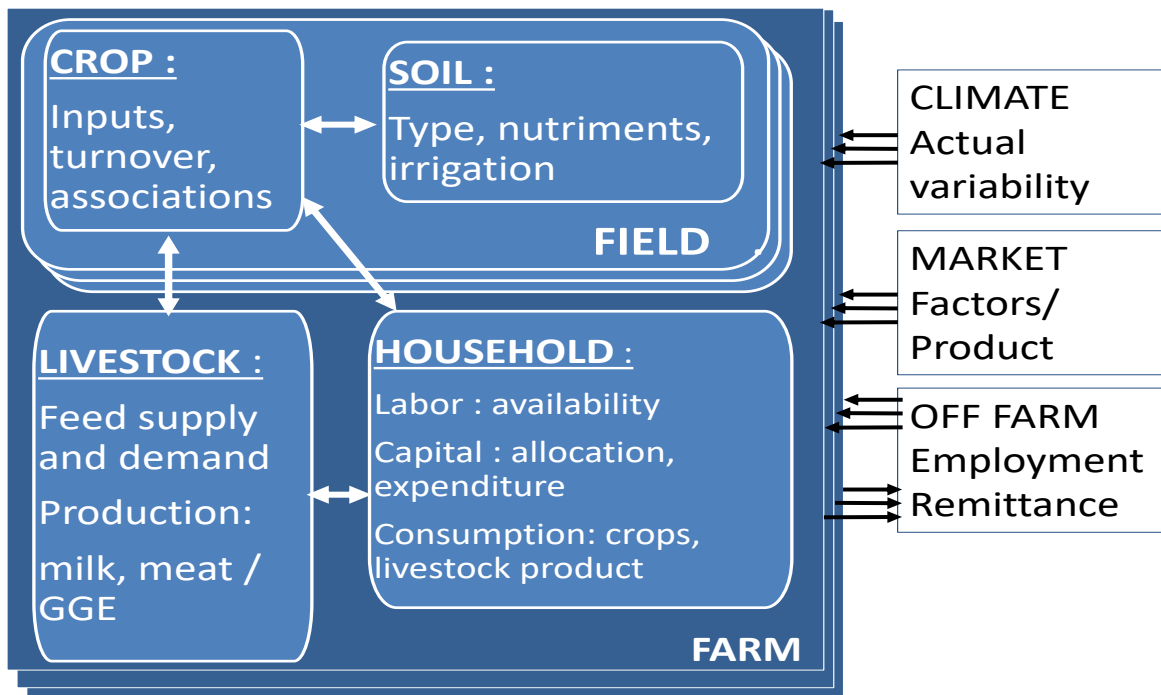 CROP :
Inputs,
turnover,
associations
SOIL :
Type, nutriments,
irrigation
FIELD
LIVESTOCK :
Feed supply
and demand
Production:
milk, meat /
GGE
HOUSEHOLD :
Labor : availability
Capital : allocation,
expenditure
Consumption: crops,
livestock product
FARM
CLIMATE
Actual
variability
MARKET
Factors/
Product
OFF FARM
Employment
Remittance